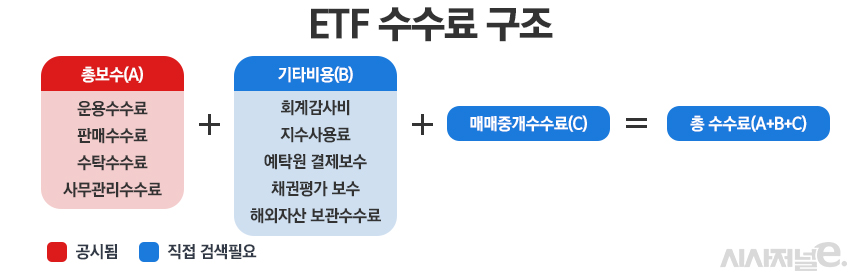 ETF 수수료 구조
총보수(A)
운용수수료
판매수수료
수탁수수료
사무관리수수료
+
기타비용(B)
회계감사비
지수사용료
예탁원 결제보수
채권평가 보수
해외자산 보관수수료
+
매매중개수수료(C)
=
총 수수료(A+B+C)
공시됨
직접 검색필요
시사저널e.